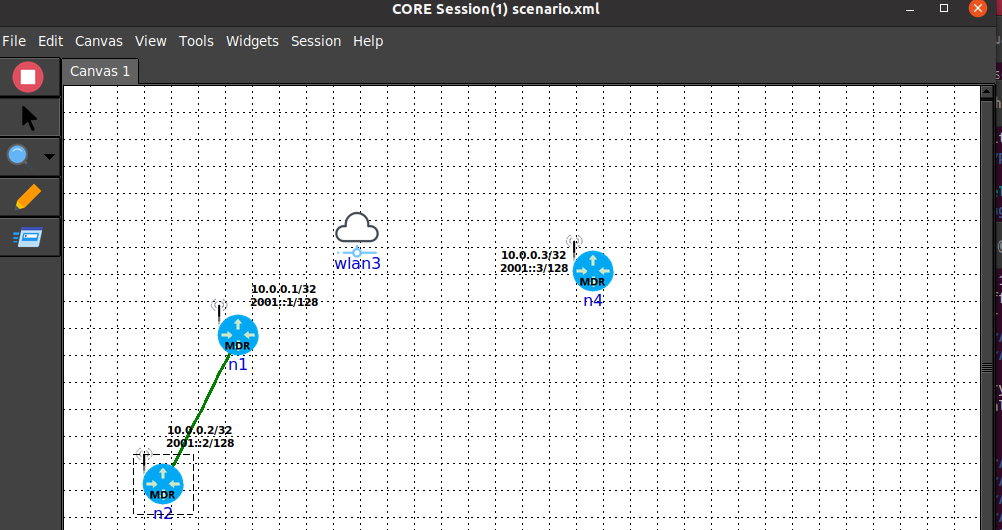 CORE Session(1) scenario.xml
File Edit Canvas View Tools Widgets Session Help
Canvas 1
wlan3
10.0.0.3/32
2001::3/128
MDR
n4
10.0.0.1/32
2001::1/128
MDR
n1
10.0.0.2/32
2001::2/128
MDR
n2